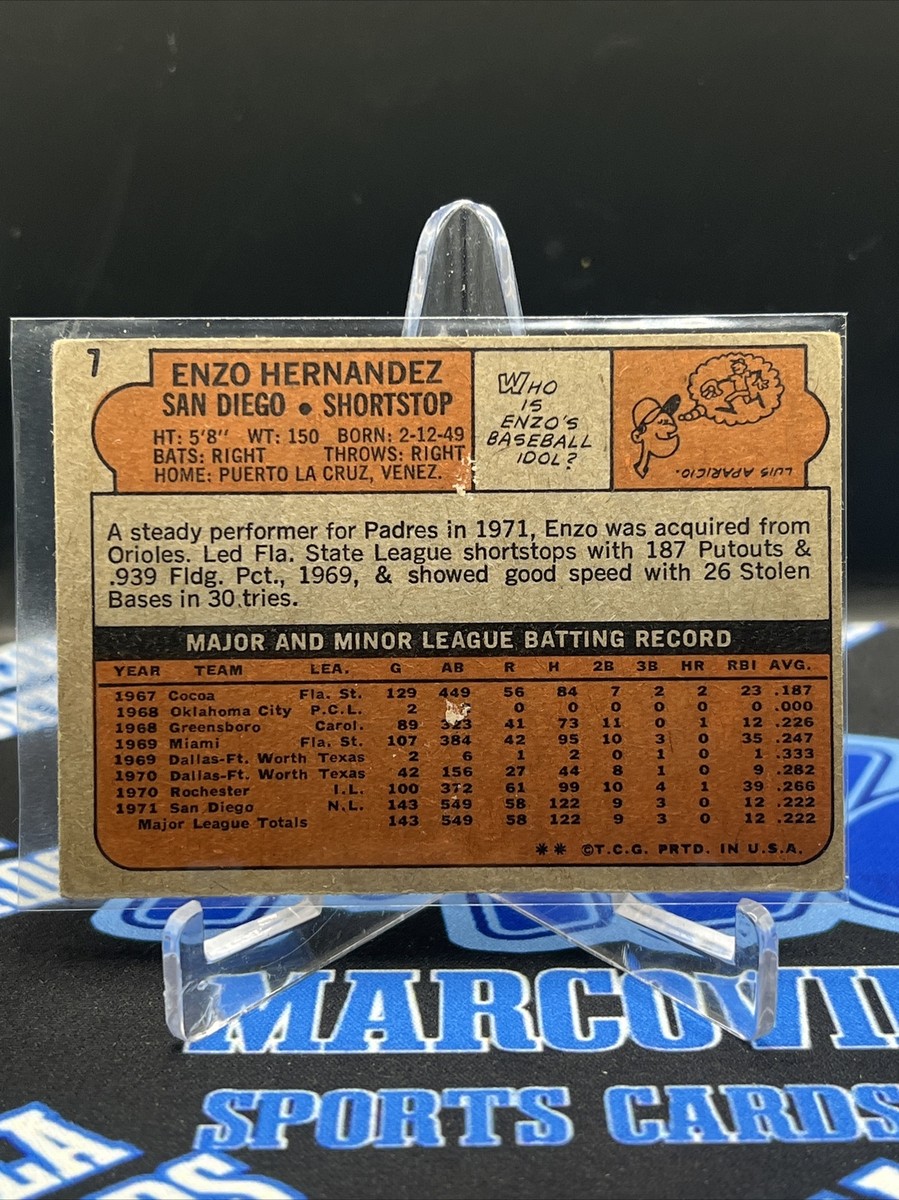 7
ENZO HERNANDEZ
SAN DIEGO • SHORTSTOP
HT: 5'8" WT: 150 BORN: 2-12-49
BATS: RIGHT THROWS: RIGHT
HOME: PUERTO LA CRUZ, VENEZ.
WHO
IS
ENZO'S
BASEBALL
IDOL?
LUIS APARICIO.
A steady performer for Padres in 1971, Enzo was acquired from
Orioles. Led Fla. State League shortstops with 187 Putouts &
.939 Fldg. Pct., 1969, & showed good speed with 26 Stolen
Bases in 30 tries.
MAJOR AND MINOR LEAGUE BATTING RECORD
YEAR TEAM LEA. G AB R H 2B 3B HR RBI AVG.
1967 Cocoa Fla. St. 129 449 56 84 7 2 2 23 .187
1968 Oklahoma City P.C.L. 2 0 0 0 0 0 0 .000
1968 Greensboro Carol. 89 323 41 73 11 0 1 12 .226
1969 Miami Fla. St. 107 384 42 95 10 3 0 35 .247
1969 Dallas-Ft. Worth Texas 2 6 1 2 0 1 0 1 .333
1970 Dallas-Ft. Worth Texas 42 156 27 44 8 1 0 9 .282
1970 Rochester I.L. 100 372 61 99 10 4 1 39 .266
1971 San Diego N.L. 143 549 58 122 9 3 0 12 .222
Major League Totals 143 549 58 122 9 3 0 12 .222
** ©T.C.G. PRTD. IN U.S.A.
MARCOVI
SPORTS CARDS
LA